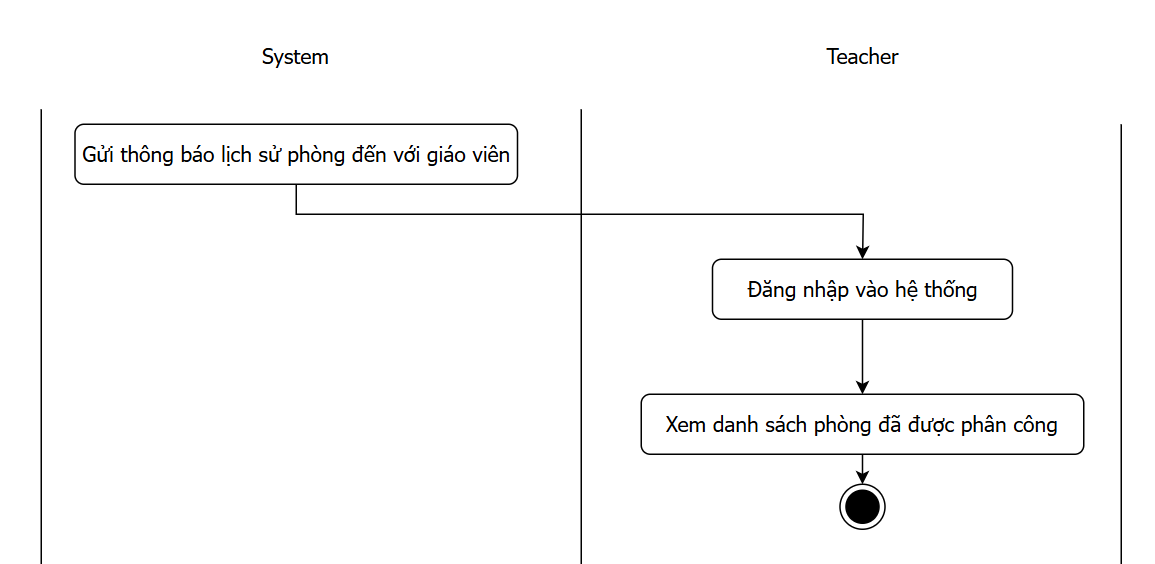 System
Teacher
Gửi thông báo lịch sử phòng đến với giáo viên
Đăng nhập vào hệ thống
Xem danh sách phòng đã được phân công